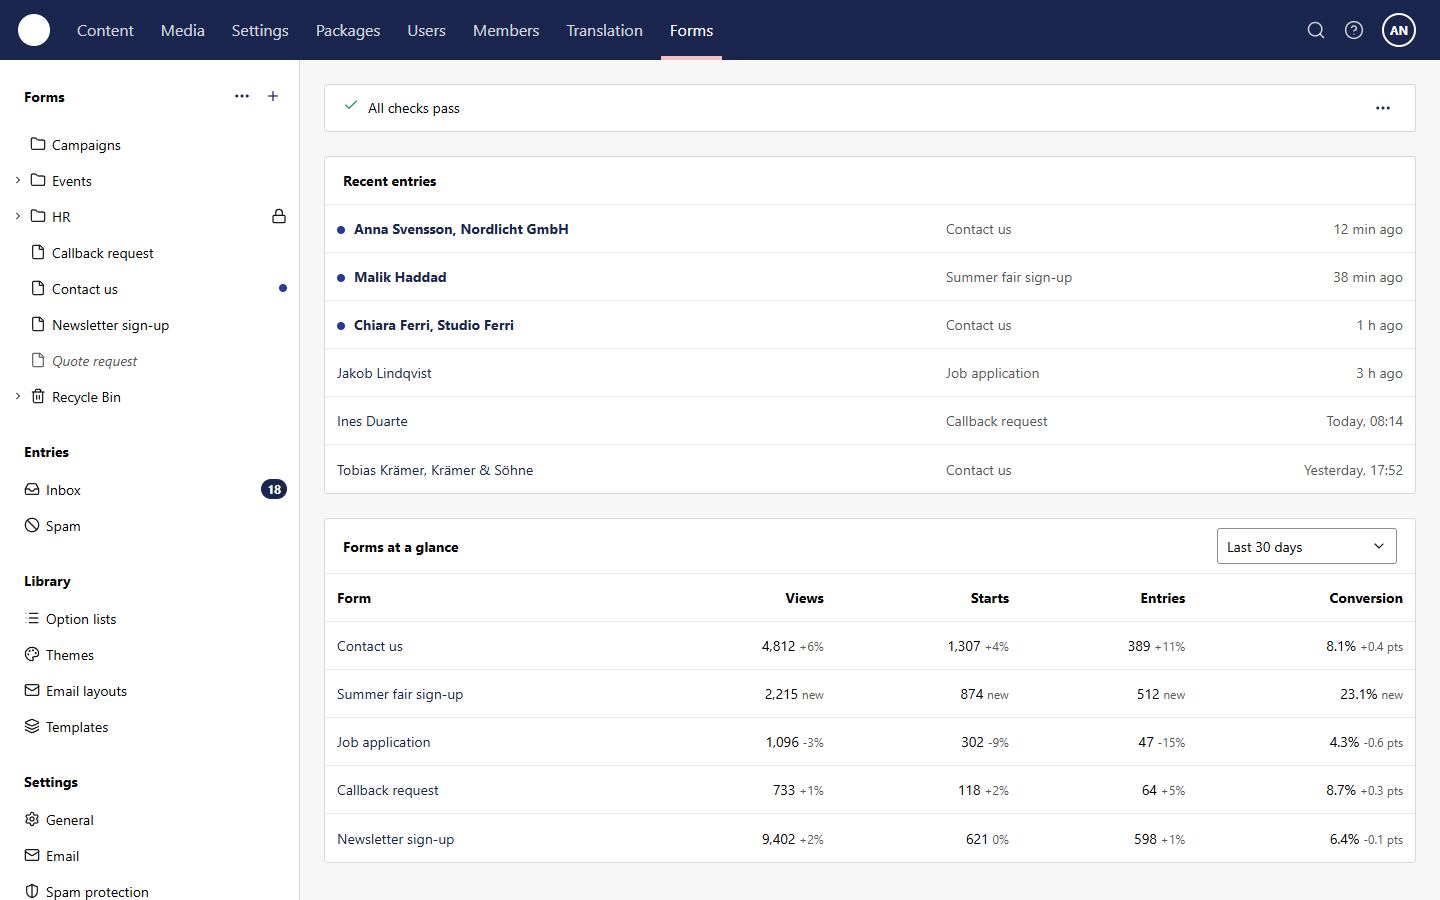 Content Media Settings Packages Users Members Translation Forms AN
Forms
Campaigns
Events
HR
Callback request
Contact us
Newsletter sign-up
Quote request
Recycle Bin
Entries
Inbox 18
Spam
Library
Option lists
Themes
Email layouts
Templates
Settings
General
Email
Spam protection
All checks pass
Recent entries
Anna Svensson, Nordlicht GmbH Contact us 12 min ago
Malik Haddad Summer fair sign-up 38 min ago
Chiara Ferri, Studio Ferri Contact us 1 h ago
Jakob Lindqvist Job application 3 h ago
Ines Duarte Callback request Today, 08:14
Tobias Krämer, Krämer & Söhne Contact us Yesterday, 17:52
Forms at a glance Last 30 days
Form Views Starts Entries Conversion
Contact us 4,812 +6% 1,307 +4% 389 +11% 8.1% +0.4 pts
Summer fair sign-up 2,215 new 874 new 512 new 23.1% new
Job application 1,096 -3% 302 -9% 47 -15% 4.3% -0.6 pts
Callback request 733 +1% 118 +2% 64 +5% 8.7% +0.3 pts
Newsletter sign-up 9,402 +2% 621 0% 598 +1% 6.4% -0.1 pts